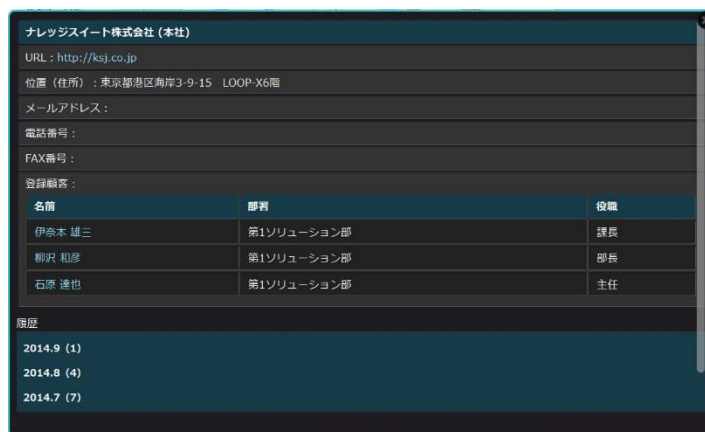 ナレッジスイート株式会社 (本社)
URL : http://ksj.co.jp
位置（住所）: 東京都港区海岸3-9-15　LOOP-X6階
メールアドレス :
電話番号 :
FAX番号 :
登録顧客 :
名前 部署 役職
伊奈本 雄三 第1ソリューション部 課長
柳沢 和彦 第1ソリューション部 部長
石原 達也 第1ソリューション部 主任
履歴
2014.9 (1)
2014.8 (4)
2014.7 (7)